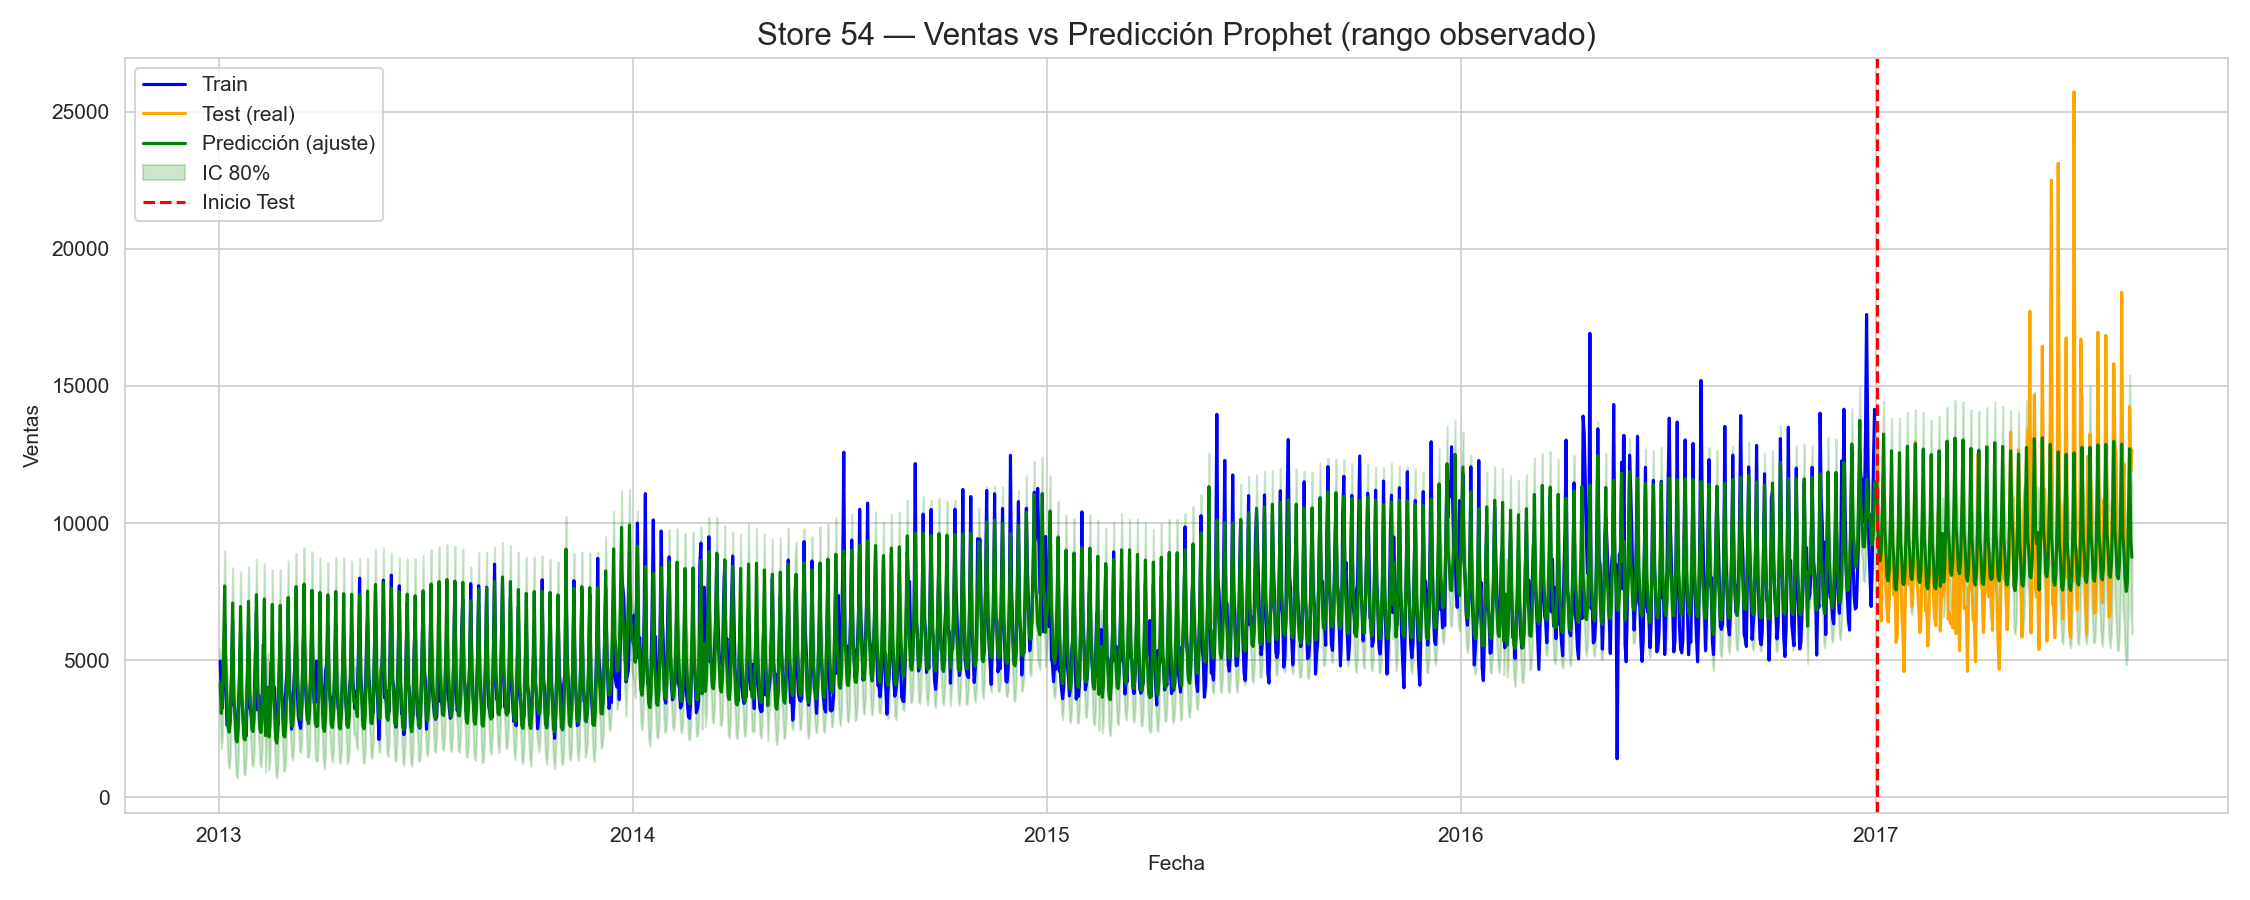 Store 54 — Ventas vs Predicción Prophet (rango observado)
Train
Test (real)
Predicción (ajuste)
IC 80%
Inicio Test
Ventas
25000
20000
15000
10000
5000
0
2013
2014
2015
2016
2017
Fecha